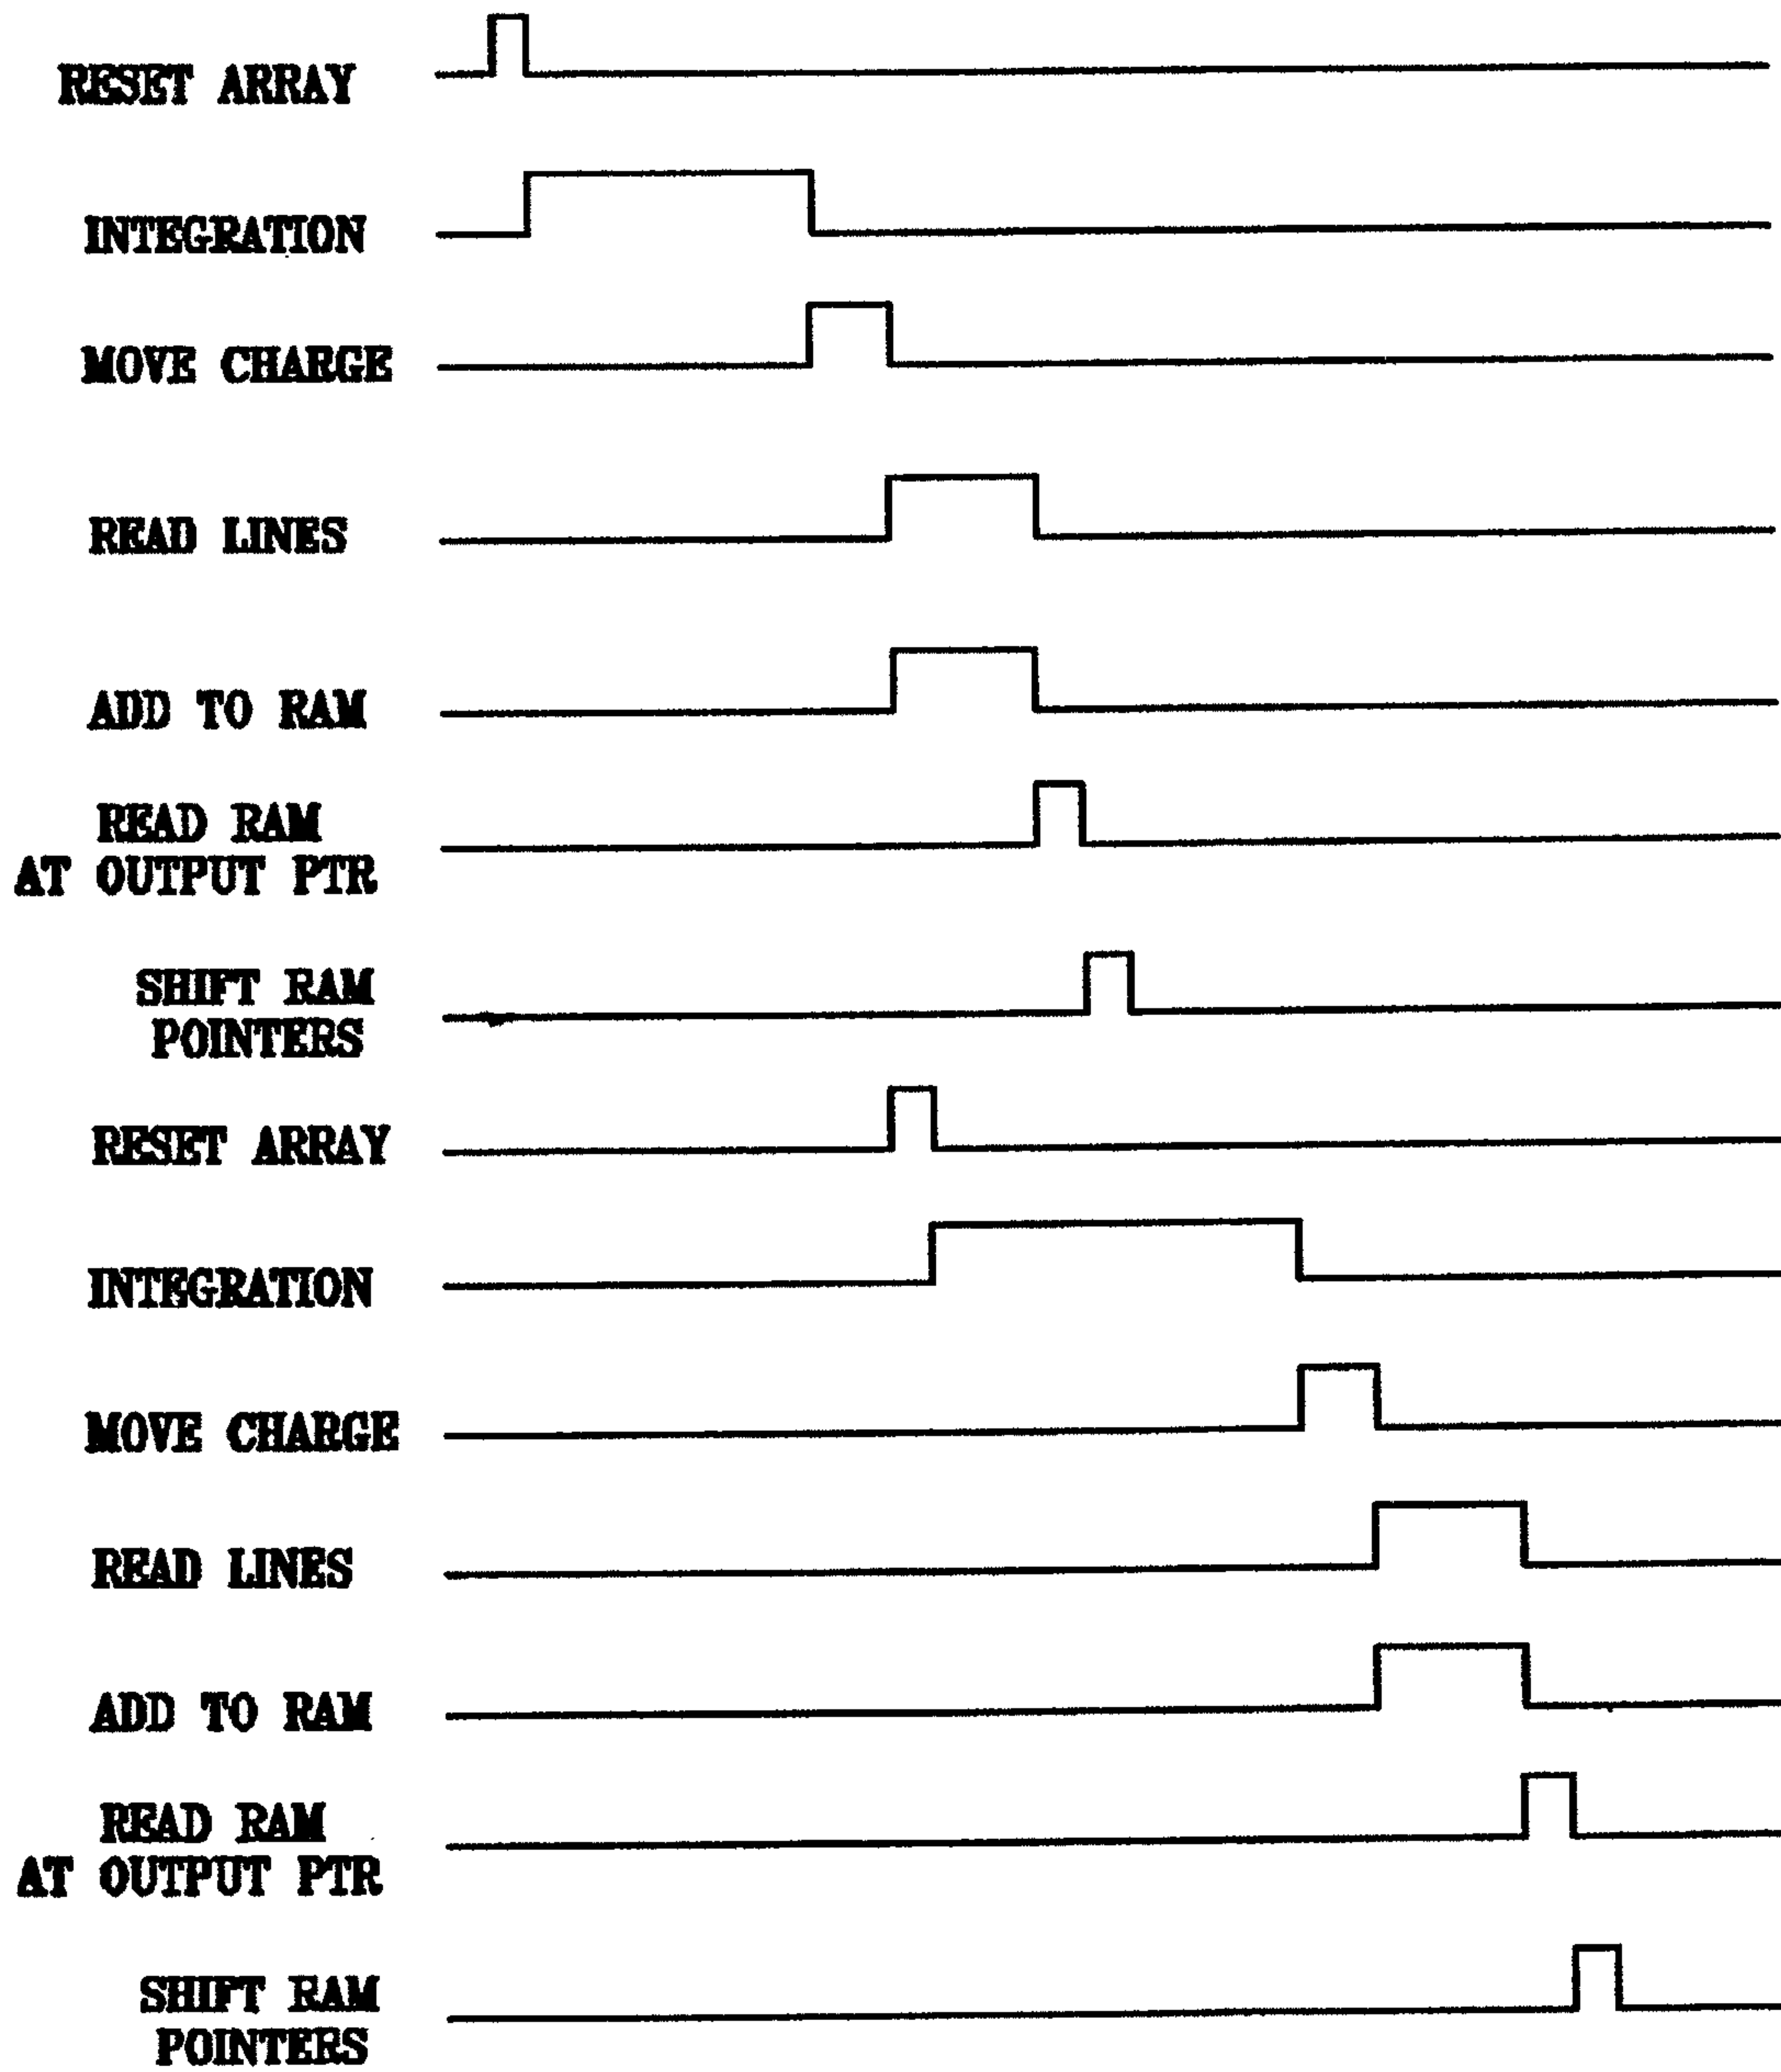 RESET ARRAY
INTEGRATION
MOVE CHARGE
READ LINES
ADD TO RAM
READ RAM
AT OUTPUT PTR
SHIFT RAM
POINTERS
RESET ARRAY
INTEGRATION
MOVE CHARGE
READ LINES
ADD TO RAM
READ RAM
AT OUTPUT PTR
SHIFT RAM
POINTERS